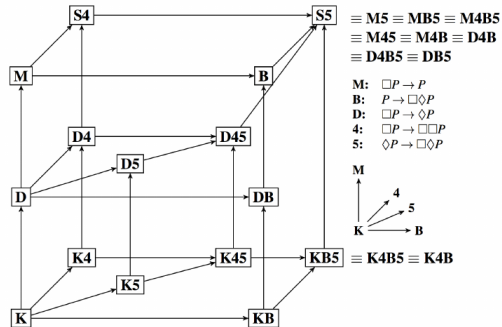 S4 S5 ≡ M5 ≡ MB5 ≡ M4B5
≡ M45 ≡ M4B ≡ D4B
≡ D4B5 ≡ DB5
M B
M: □P → P
B: P → □◊P
D: □P → ◊P
4: □P → □□P
5: ◊P → □◊P
D4 D45
D5
M
4
5
K B
D DB
K4 K45 KB5 ≡ K4B5 ≡ K4B
K5
K KB